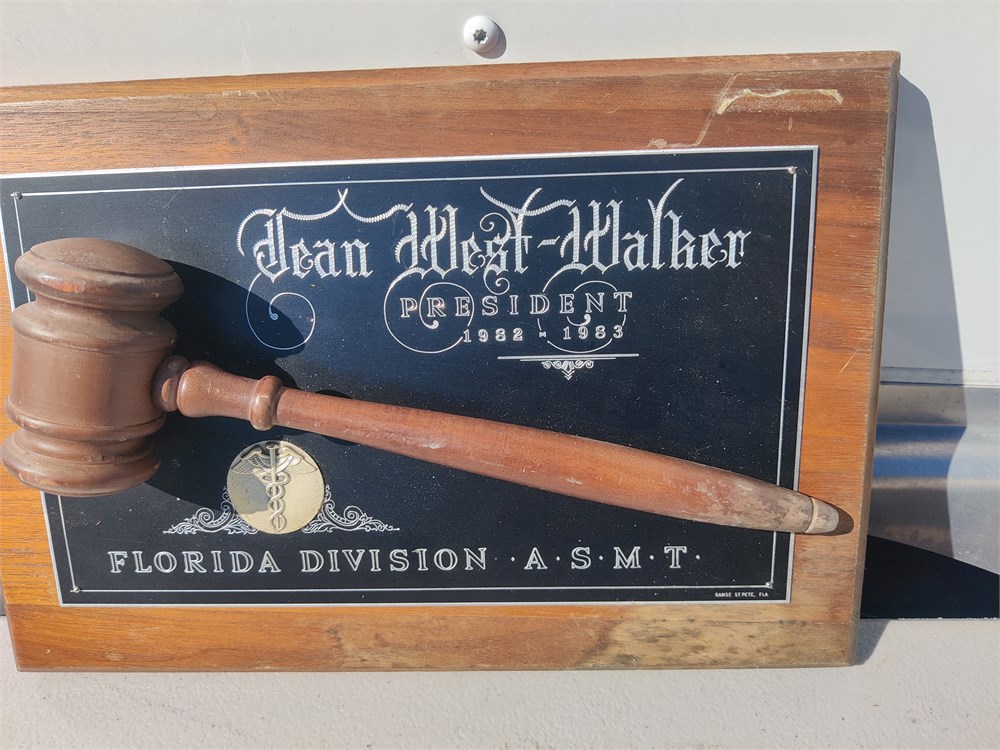 Jean West-Walker
PRESIDENT
1982 - 1983
FLORIDA DIVISION · A · S · M · T ·